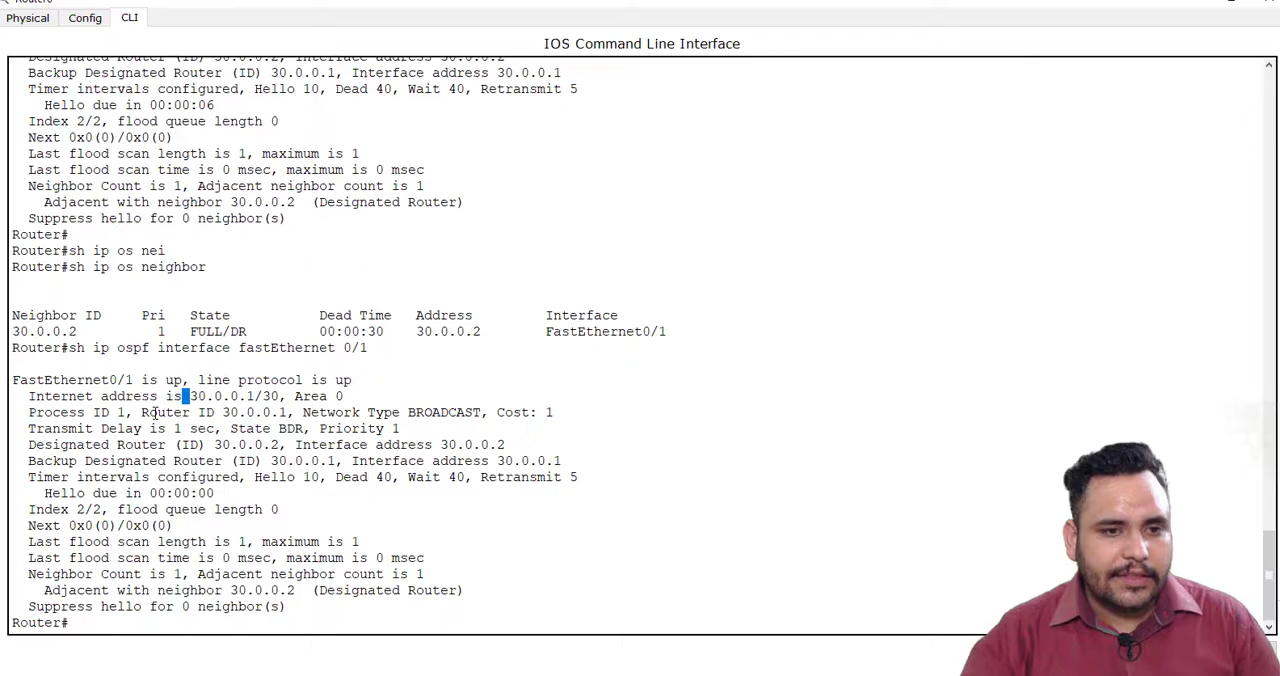 Physical
Config
CLI
IOS Command Line Interface
Designated Router (ID) 30.0.0.2, Interface address 30.0.0.2
Backup Designated Router (ID) 30.0.0.1, Interface address 30.0.0.1
Timer intervals configured, Hello 10, Dead 40, Wait 40, Retransmit 5
Hello due in 00:00:06
Index 2/2, flood queue length 0
Next 0x0(0)/0x0(0)
Last flood scan length is 1, maximum is 1
Last flood scan time is 0 msec, maximum is 0 msec
Neighbor Count is 1, Adjacent neighbor count is 1
Adjacent with neighbor 30.0.0.2 (Designated Router)
Suppress hello for 0 neighbor(s)
Router#
Router#sh ip os nei
Router#sh ip os neighbor
Neighbor ID Pri State Dead Time Address Interface
30.0.0.2 1 FULL/DR 00:00:30 30.0.0.2 FastEthernet0/1
Router#sh ip ospf interface fastEthernet 0/1
FastEthernet0/1 is up, line protocol is up
Internet address is 30.0.0.1/30, Area 0
Process ID 1, Router ID 30.0.0.1, Network Type BROADCAST, Cost: 1
Transmit Delay is 1 sec, State BDR, Priority 1
Designated Router (ID) 30.0.0.2, Interface address 30.0.0.2
Backup Designated Router (ID) 30.0.0.1, Interface address 30.0.0.1
Timer intervals configured, Hello 10, Dead 40, Wait 40, Retransmit 5
Hello due in 00:00:00
Index 2/2, flood queue length 0
Next 0x0(0)/0x0(0)
Last flood scan length is 1, maximum is 1
Last flood scan time is 0 msec, maximum is 0 msec
Neighbor Count is 1, Adjacent neighbor count is 1
Adjacent with neighbor 30.0.0.2 (Designated Router)
Suppress hello for 0 neighbor(s)
Router#